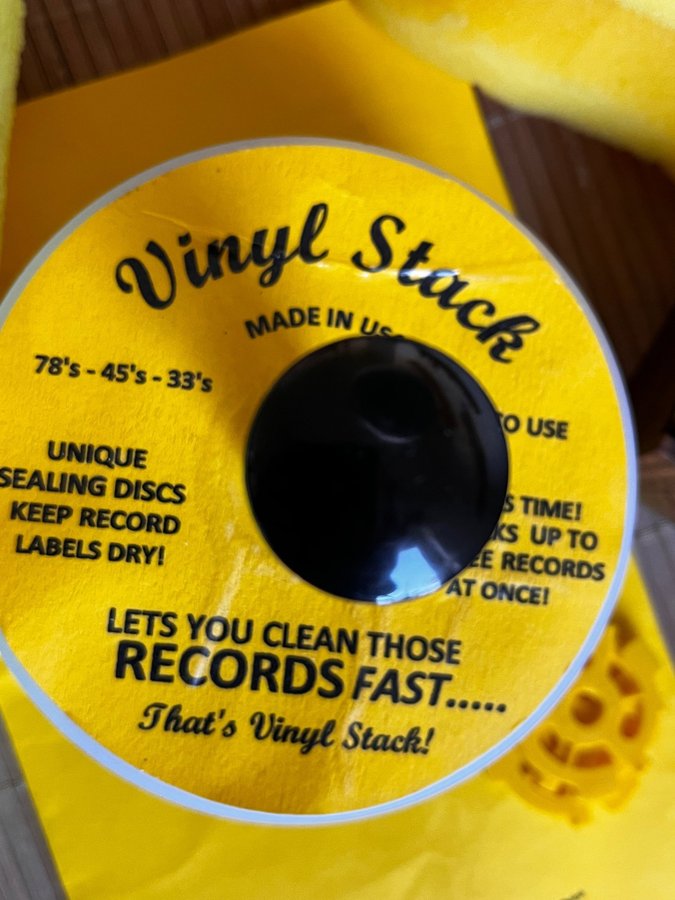 Vinyl Stack
MADE IN US
78's - 45's - 33's
UNIQUE
SEALING DISCS
KEEP RECORD
LABELS DRY!
O USE
S TIME!
KS UP TO
EE RECORDS
AT ONCE!
LETS YOU CLEAN THOSE
RECORDS FAST.....
That's Vinyl Stack!